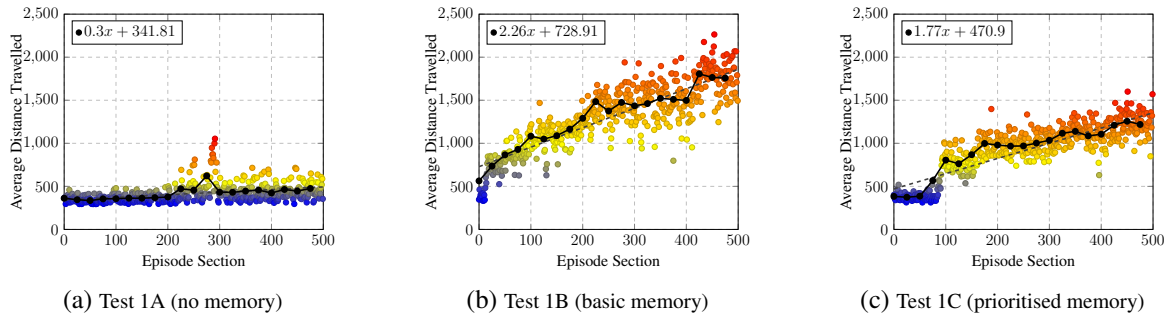 2,500
2,000
1,500
1,000
500
0
0 100 200 300 400 500
Episode Section
Average Distance Travelled
0.3x + 341.81
(a) Test 1A (no memory)
2,500
2,000
1,500
1,000
500
0
0 100 200 300 400 500
Episode Section
Average Distance Travelled
2.26x + 728.91
(b) Test 1B (basic memory)
2,500
2,000
1,500
1,000
500
0
0 100 200 300 400 500
Episode Section
Average Distance Travelled
1.77x + 470.9
(c) Test 1C (prioritised memory)